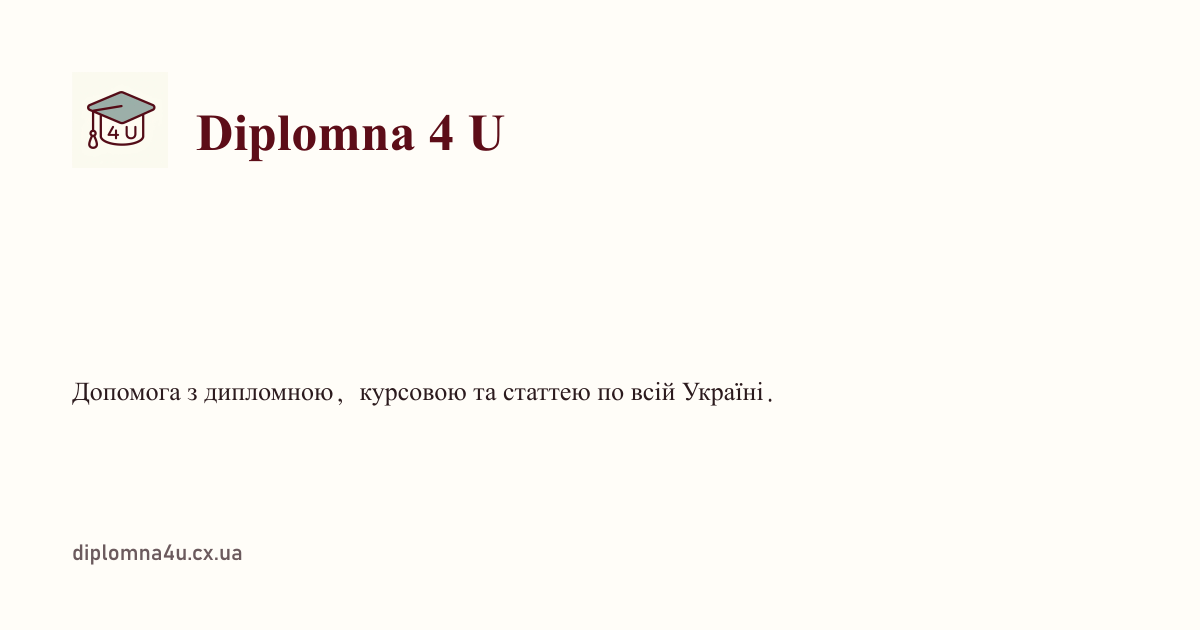 4 U
Diplomna 4 U
Допомога з дипломною, курсовою та статтею по всій Україні.
diplomna4u.cx.ua